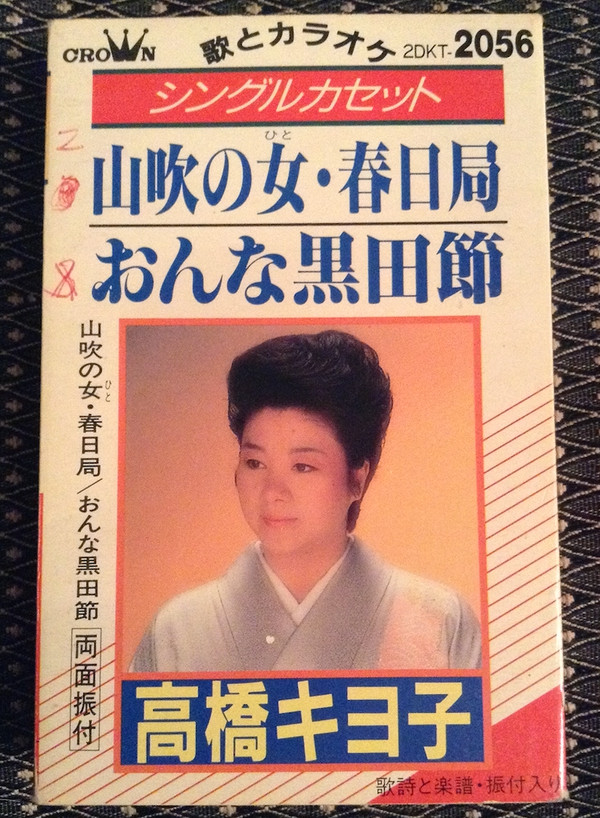 CROWN
歌とカラオケ 2DKT-2056
シングルカセット
山吹の女・春日局
ひと
おんな黒田節
山吹の女・春日局/おんな黒田節 両面振付
ひと
高橋キヨ子
歌詩と楽譜・振付入り